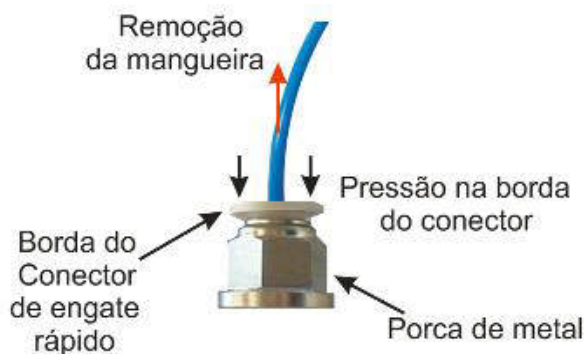 Remoção
da mangueira
Pressão na borda
do conector
Borda do
Conector
de engate
rápido
Porca de metal